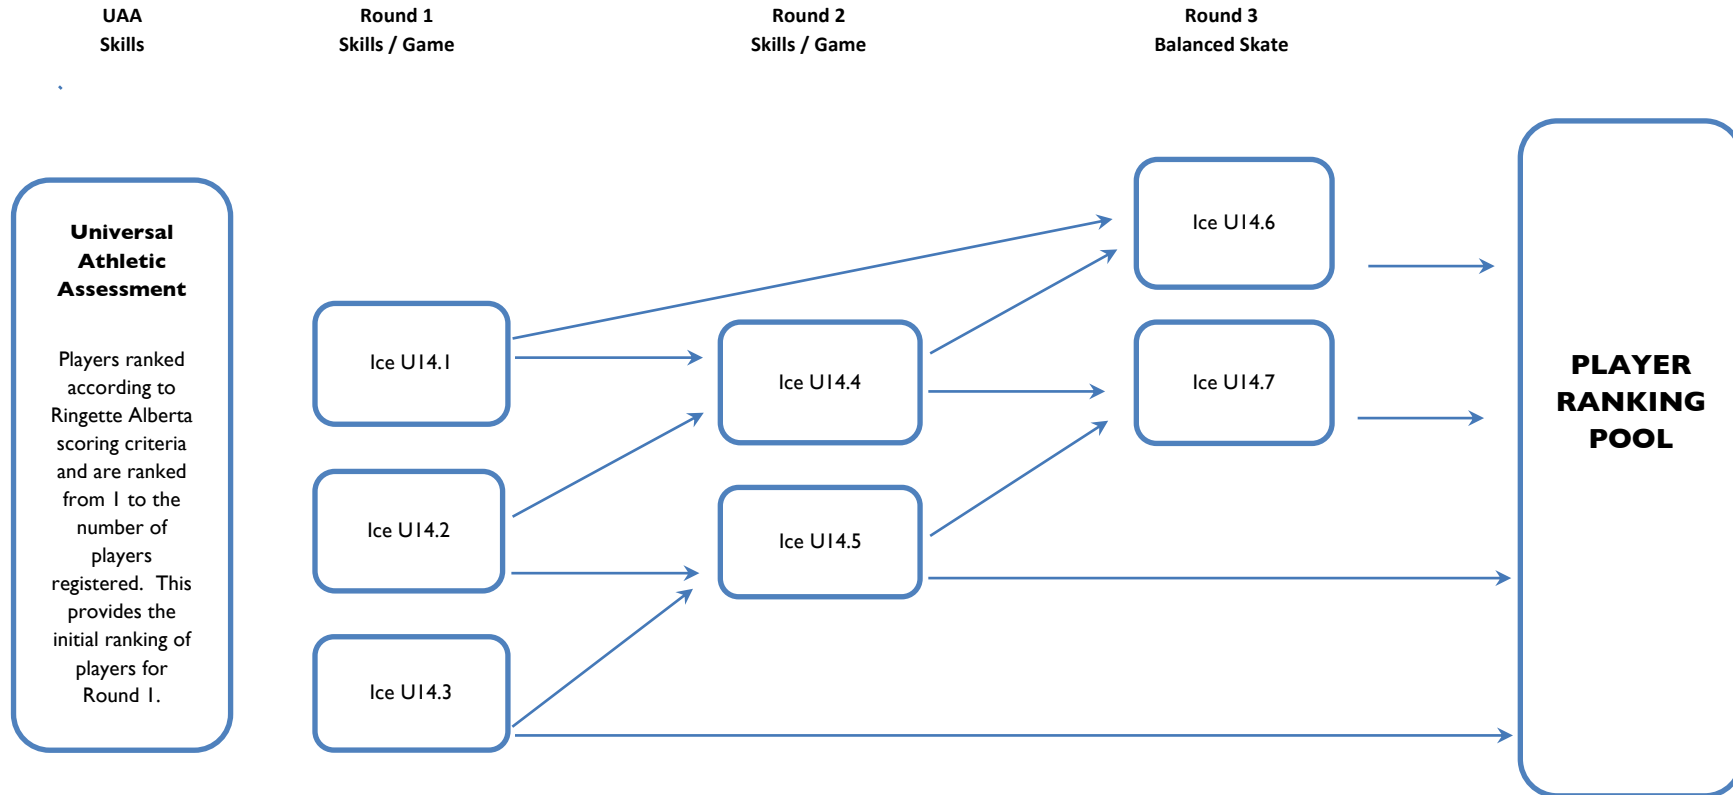 UAA
Skills
Round 1
Skills / Game
Round 2
Skills / Game
Round 3
Balanced Skate
Universal
Athletic
Assessment
Players ranked
according to
Ringette Alberta
scoring criteria
and are ranked
from 1 to the
number of
players
registered.  This
provides the
initial ranking of
players for
Round 1.
Ice U14.1
Ice U14.2
Ice U14.3
Ice U14.4
Ice U14.5
Ice U14.6
Ice U14.7
PLAYER
RANKING
POOL